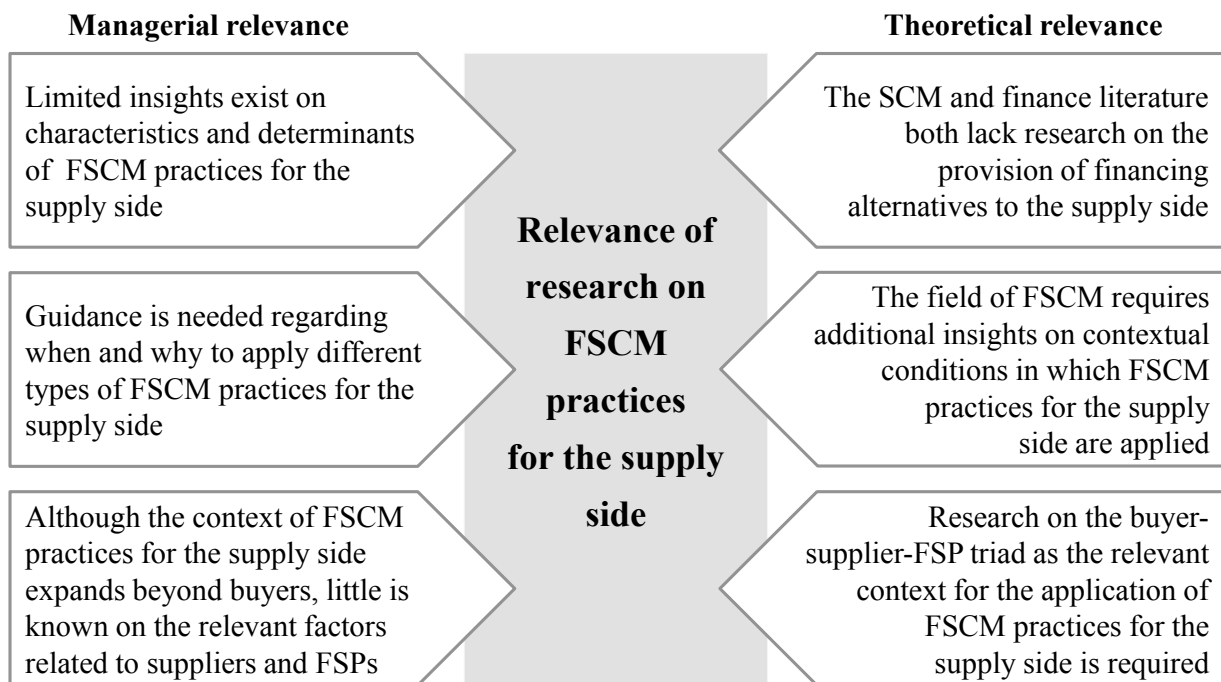 Managerial relevance
Limited insights exist on
characteristics and determinants
of FSCM practices for the
supply side
Guidance is needed regarding
when and why to apply different
types of FSCM practices for the
supply side
Although the context of FSCM
practices for the supply side
expands beyond buyers, little is
known on the relevant factors
related to suppliers and FSPs
Relevance of
research on
FSCM
practices
for the supply
side
Theoretical relevance
The SCM and finance literature
both lack research on the
provision of financing
alternatives to the supply side
The field of FSCM requires
additional insights on contextual
conditions in which FSCM
practices for the supply
side are applied
Research on the buyer-
supplier-FSP triad as the relevant
context for the application of
FSCM practices for the
supply side is required